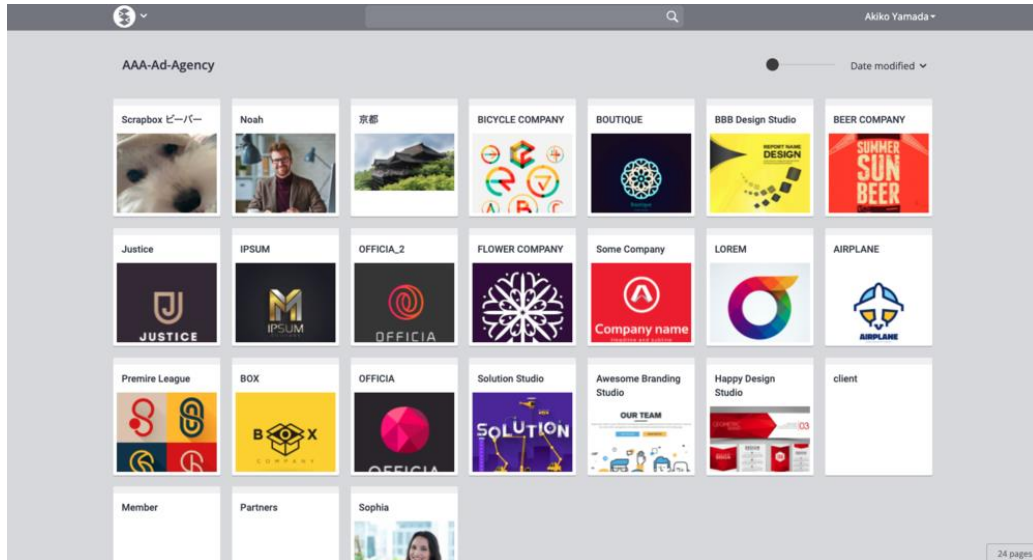 Akiko Yamada
AAA-Ad-Agency
Date modified
Scrapbox ビーバー
Noah
京都
BICYCLE COMPANY
BOUTIQUE
BBB Design Studio
BEER COMPANY
REPORT NAME
DESIGN
SUMMER
SUN
BEER
Justice
IPSUM
OFFICIA_2
FLOWER COMPANY
Some Company
LOREM
AIRPLANE
JUSTICE
IPSUM
OFFICIA
Company name
AIRPLANE
Premire League
BOX
OFFICIA
Solution Studio
Awesome Branding
Studio
Happy Design
Studio
client
B X
COMPANY
OFFICIA
SOLUTION
OUR TEAM
03
Member
Partners
Sophia
24 pages